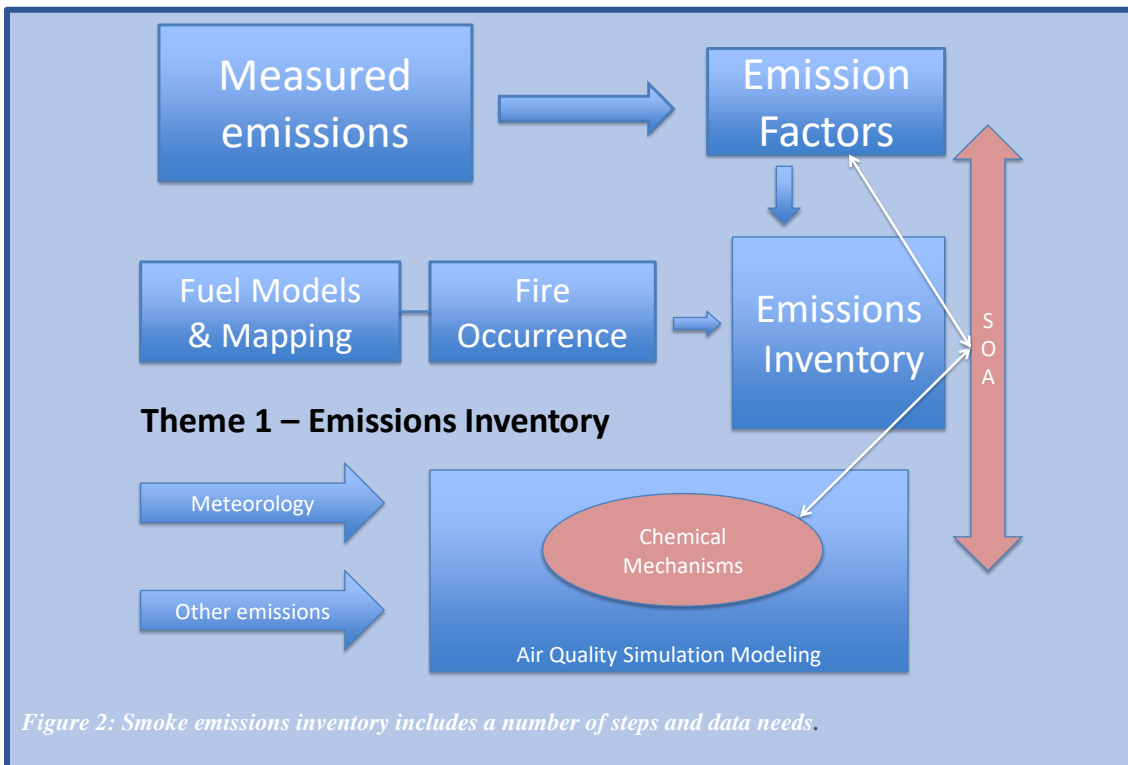 Measured
emissions
Emission
Factors
Fuel Models
& Mapping
Fire
Occurrence
Emissions
Inventory
S
O
A
Theme 1 – Emissions Inventory
Meteorology
Chemical
Mechanisms
Other emissions
Air Quality Simulation Modeling
Figure 2: Smoke emissions inventory includes a number of steps and data needs.